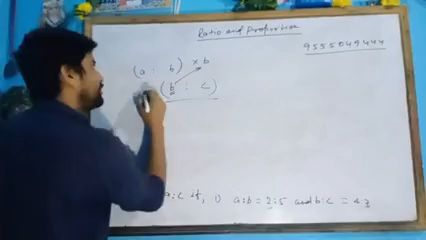 Ratio and Proportion
9555049444
(a : b) × b
(b : c)
a:c if, 1) a:b = 2:5 and b:c = 4:3